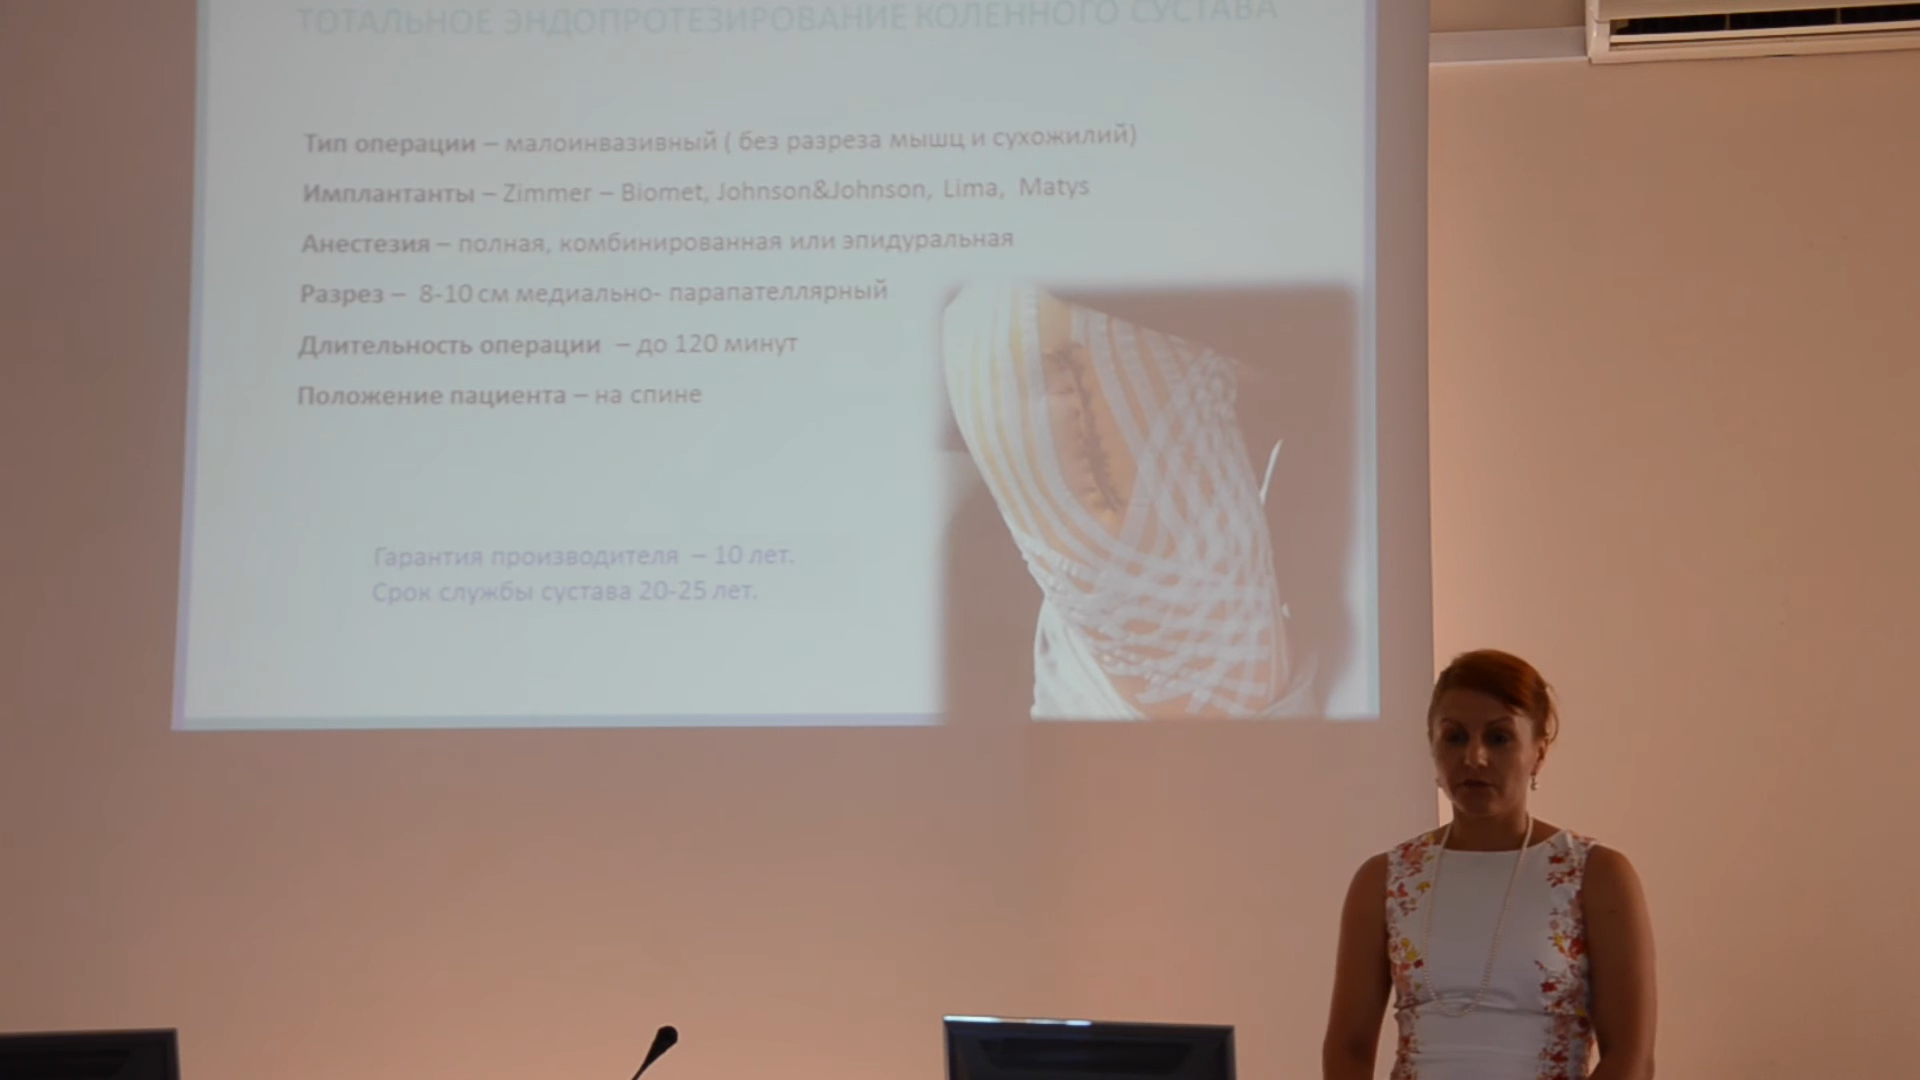 ТОТАЛЬНОЕ ЭНДОПРОТЕЗИРОВАНИЕ КОЛЕННОГО СУСТАВА
Тип операции – малоинвазивный ( без разреза мышц и сухожилий)
Имплантанты – Zimmer – Biomet, Johnson&Johnson, Lima, Matys
Анестезия – полная, комбинированная или эпидуральная
Разрез – 8-10 см медиально- парапателлярный
Длительность операции – до 120 минут
Положение пациента – на спине
Гарантия производителя – 10 лет.
Срок службы сустава 20-25 лет.